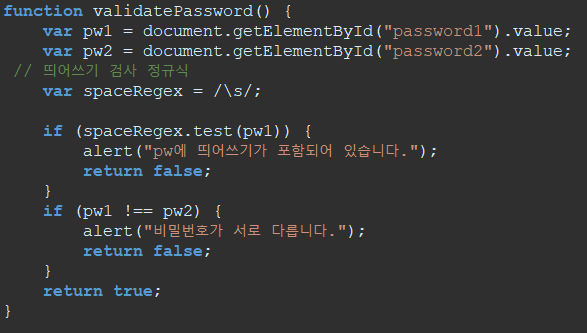 function validatePassword() {
var pw1 = document.getElementById("password1").value;
var pw2 = document.getElementById("password2").value;
// 띄어쓰기 검사 정규식
var spaceRegex = /\s/;
if (spaceRegex.test(pw1)) {
alert("pw에 띄어쓰기가 포함되어 있습니다.");
return false;
}
if (pw1 !== pw2) {
alert("비밀번호가 서로 다릅니다.");
return false;
}
return true;
}